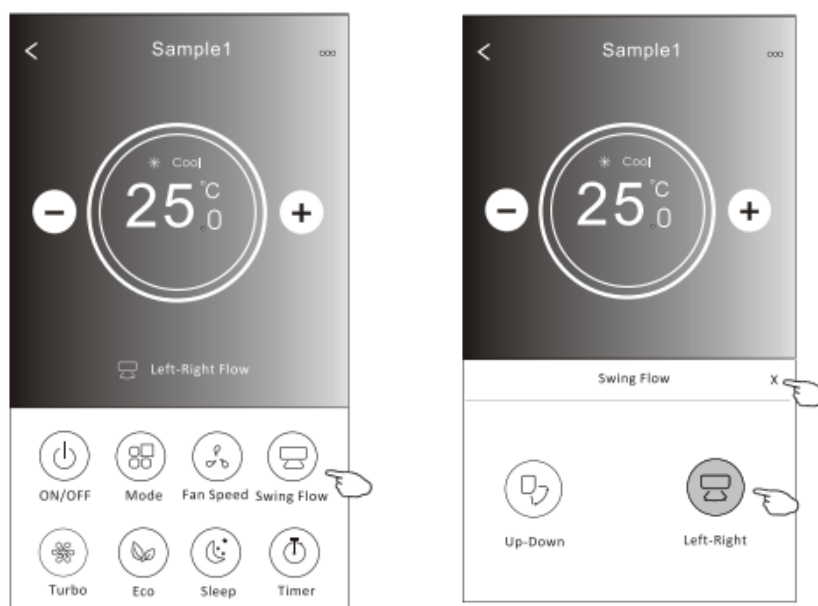 Sample1
Cool
25.0 °C
Left-Right Flow
ON/OFF Mode Fan Speed Swing Flow
Turbo Eco Sleep Timer
Sample1
Cool
25.0 °C
Swing Flow X
Up-Down Left-Right